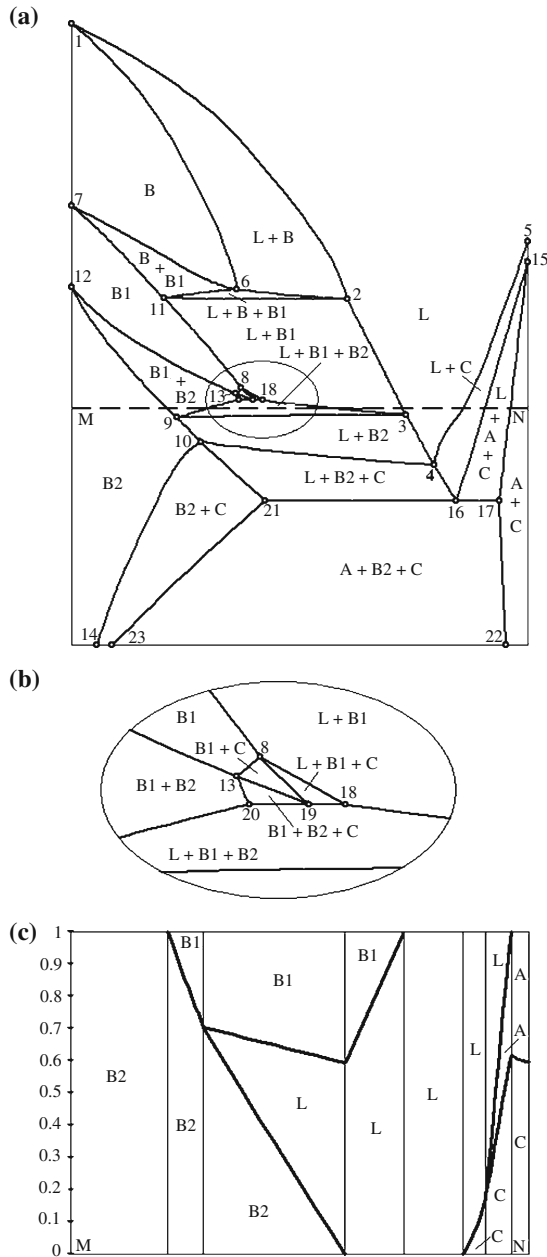 (a)
1
B
7
L + B
5
15
12
B
+
B1
6
2
B1
11
L + B + B1
L
L + B1
L + B1 + B2
L + C
B1
+
B2
8
13
18
L
+
A
+
C
M
N
9
3
L + B2
10
4
A
+
C
B2
L + B2 + C
B2 + C
21
16
17
A + B2 + C
14
23
22
(b)
B1
L + B1
B1 + C
8
L + B1 + C
13
B1 + B2
18
20
19
B1 + B2 + C
L + B1 + B2
(c)
1
0.9
0.8
0.7
0.6
0.5
0.4
0.3
0.2
0.1
0
B1
B1
B1
L
A
A
B2
B2
L
L
L
L
C
B2
C
C
M
N